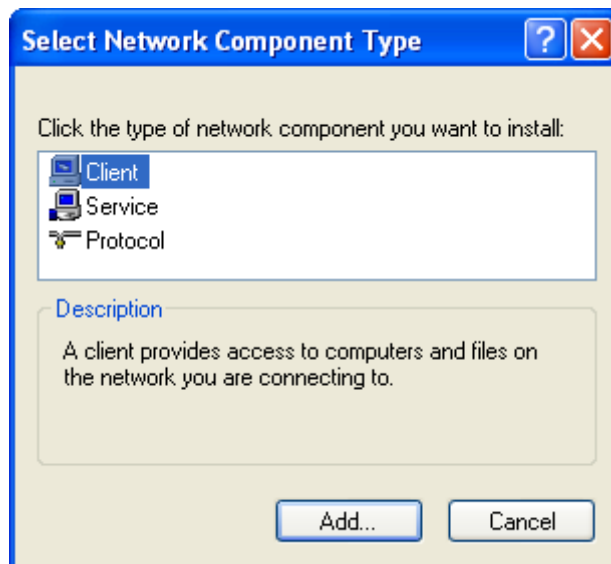 Select Network Component Type
Click the type of network component you want to install:
Client
Service
Protocol
Description
A client provides access to computers and files on
the network you are connecting to.
Add... Cancel